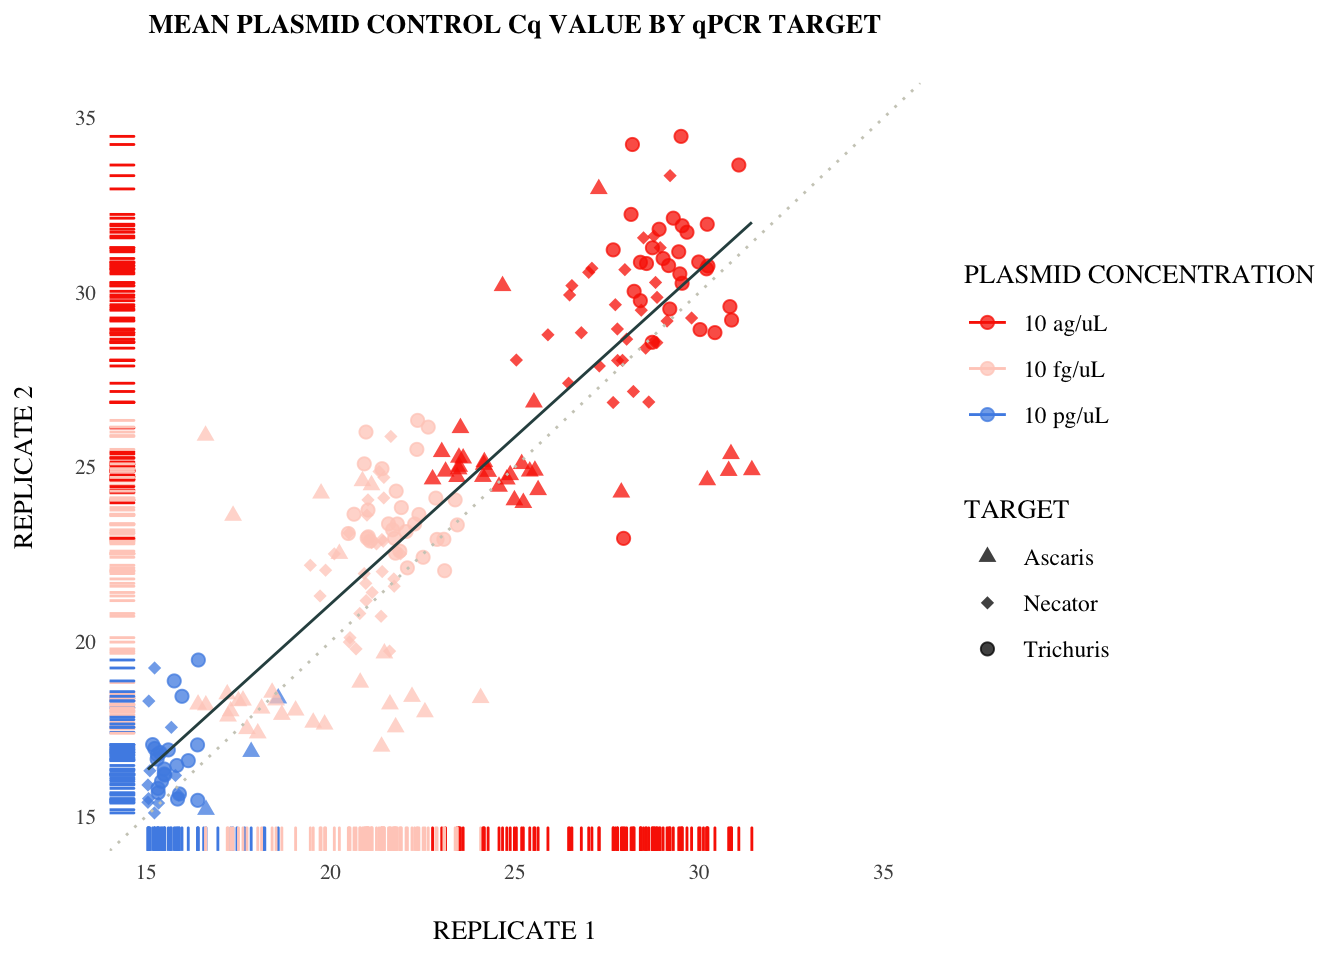 MEAN PLASMID CONTROL Cq VALUE BY qPCR TARGET
35
30
25
20
15
REPLICATE 2
15 20 25 30 35
REPLICATE 1
PLASMID CONCENTRATION
10 ag/uL
10 fg/uL
10 pg/uL
TARGET
Ascaris
Necator
Trichuris